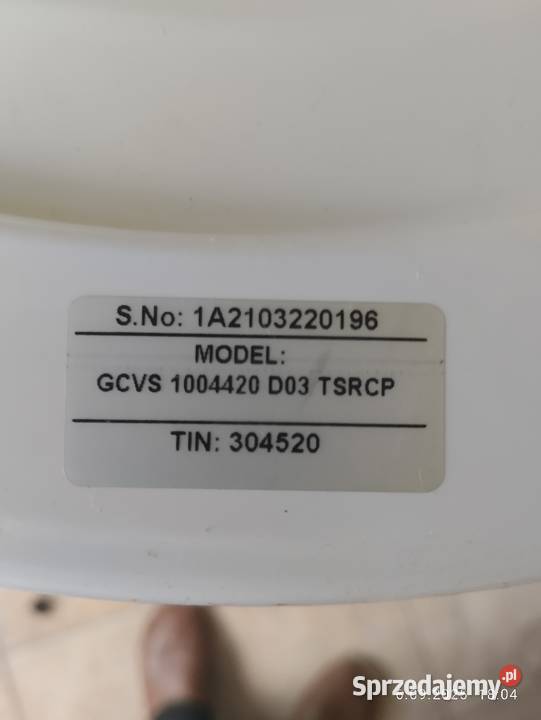 S.No: 1A2103220196
MODEL:
GCVS 1004420 D03 TSRCP
TIN: 304520
Sprzedajemy.pl